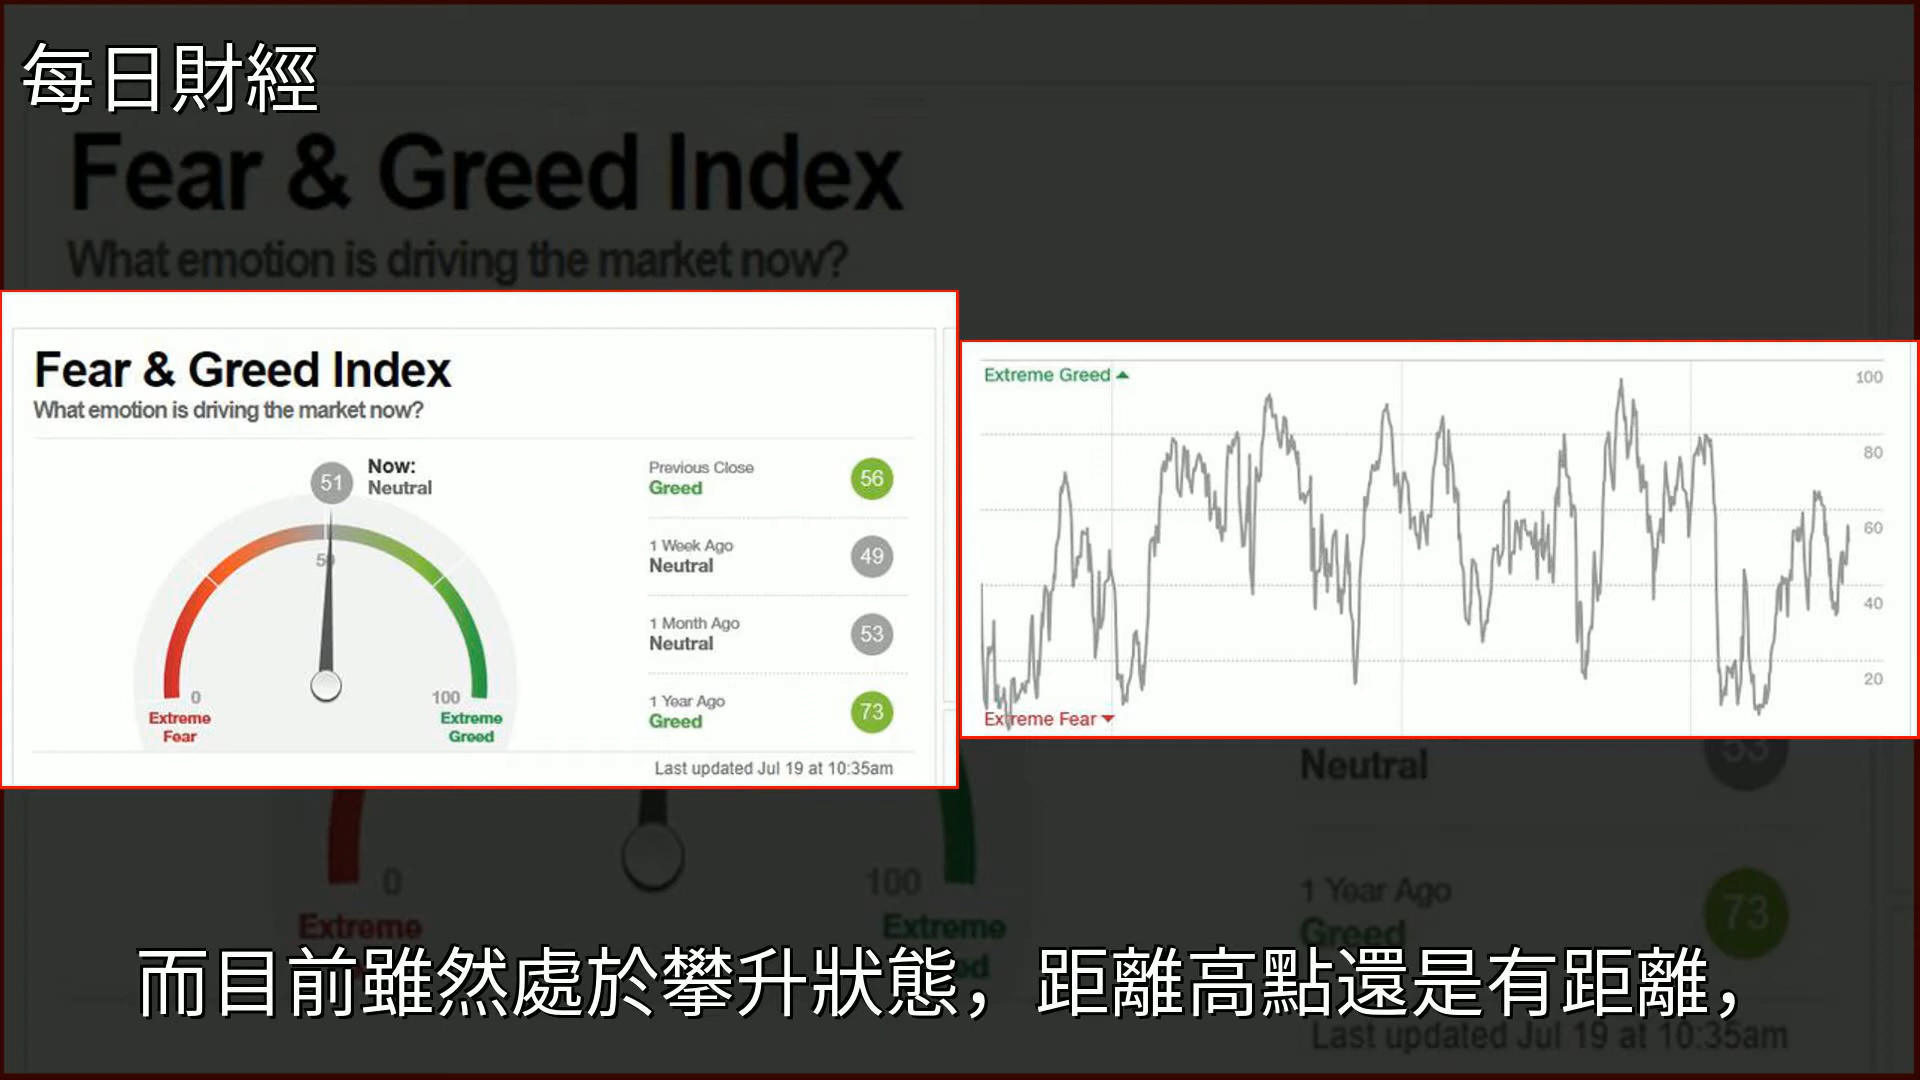 每日財經
Fear & Greed Index
What emotion is driving the market now?
Fear & Greed Index
What emotion is driving the market now?
51
Now:
Neutral
50
0
Extreme
Fear
100
Extreme
Greed
Previous Close
Greed
56
1 Week Ago
Neutral
49
1 Month Ago
Neutral
53
1 Year Ago
Greed
73
Last updated Jul 19 at 10:35am
Extreme Greed
100
80
60
40
20
Extreme Fear
Neutral
53
0
Extreme
100
Extreme
1 Year Ago
Greed
73
而目前雖然處於攀升狀態，距離高點還是有距離，
Last updated Jul 19 at 10:35am